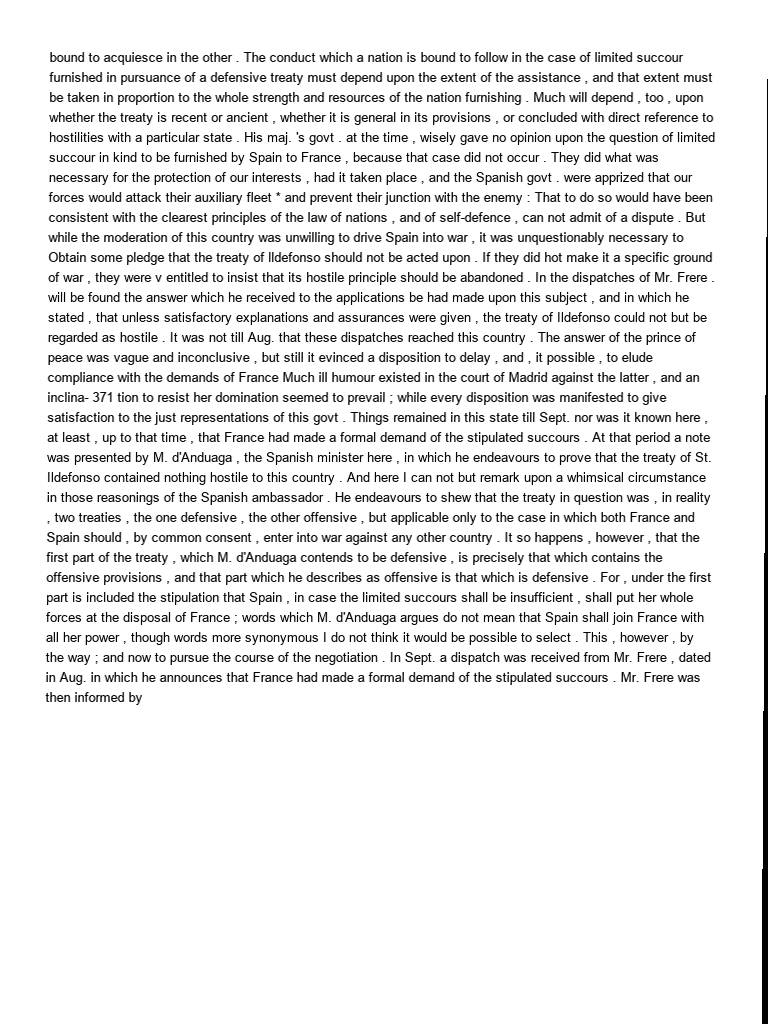 bound to acquiesce in the other . The conduct which a nation is bound to follow in the case of limited succour
furnished in pursuance of a defensive treaty must depend upon the extent of the assistance , and that extent must
be taken in proportion to the whole strength and resources of the nation furnishing . Much will depend , too , upon
whether the treaty is recent or ancient , whether it is general in its provisions , or concluded with direct reference to
hostilities with a particular state . His maj. 's govt . at the time , wisely gave no opinion upon the question of limited
succour in kind to be furnished by Spain to France , because that case did not occur . They did what was
necessary for the protection of our interests , had it taken place , and the Spanish govt . were apprized that our
forces would attack their auxiliary fleet * and prevent their junction with the enemy : That to do so would have been
consistent with the clearest principles of the law of nations , and of self-defence , can not admit of a dispute . But
while the moderation of this country was unwilling to drive Spain into war , it was unquestionably necessary to
Obtain some pledge that the treaty of Ildefonso should not be acted upon . If they did hot make it a specific ground
of war , they were v entitled to insist that its hostile principle should be abandoned . In the dispatches of Mr. Frere .
will be found the answer which he received to the applications be had made upon this subject , and in which he
stated , that unless satisfactory explanations and assurances were given , the treaty of Ildefonso could not but be
regarded as hostile . It was not till Aug. that these dispatches reached this country . The answer of the prince of
peace was vague and inconclusive , but still it evinced a disposition to delay , and , it possible , to elude
compliance with the demands of France Much ill humour existed in the court of Madrid against the latter , and an
inclina- 371 tion to resist her domination seemed to prevail ; while every disposition was manifested to give
satisfaction to the just representations of this govt . Things remained in this state till Sept. nor was it known here ,
at least , up to that time , that France had made a formal demand of the stipulated succours . At that period a note
was presented by M. d'Anduaga , the Spanish minister here , in which he endeavours to prove that the treaty of St.
Ildefonso contained nothing hostile to this country . And here I can not but remark upon a whimsical circumstance
in those reasonings of the Spanish ambassador . He endeavours to shew that the treaty in question was , in reality
, two treaties , the one defensive , the other offensive , but applicable only to the case in which both France and
Spain should , by common consent , enter into war against any other country . It so happens , however , that the
first part of the treaty , which M. d'Anduaga contends to be defensive , is precisely that which contains the
offensive provisions , and that part which he describes as offensive is that which is defensive . For , under the first
part is included the stipulation that Spain , in case the limited succours shall be insufficient , shall put her whole
forces at the disposal of France ; words which M. d'Anduaga argues do not mean that Spain shall join France with
all her power , though words more synonymous I do not think it would be possible to select . This , however , by
the way ; and now to pursue the course of the negotiation . In Sept. a dispatch was received from Mr. Frere , dated
in Aug. in which he announces that France had made a formal demand of the stipulated succours . Mr. Frere was
then informed by